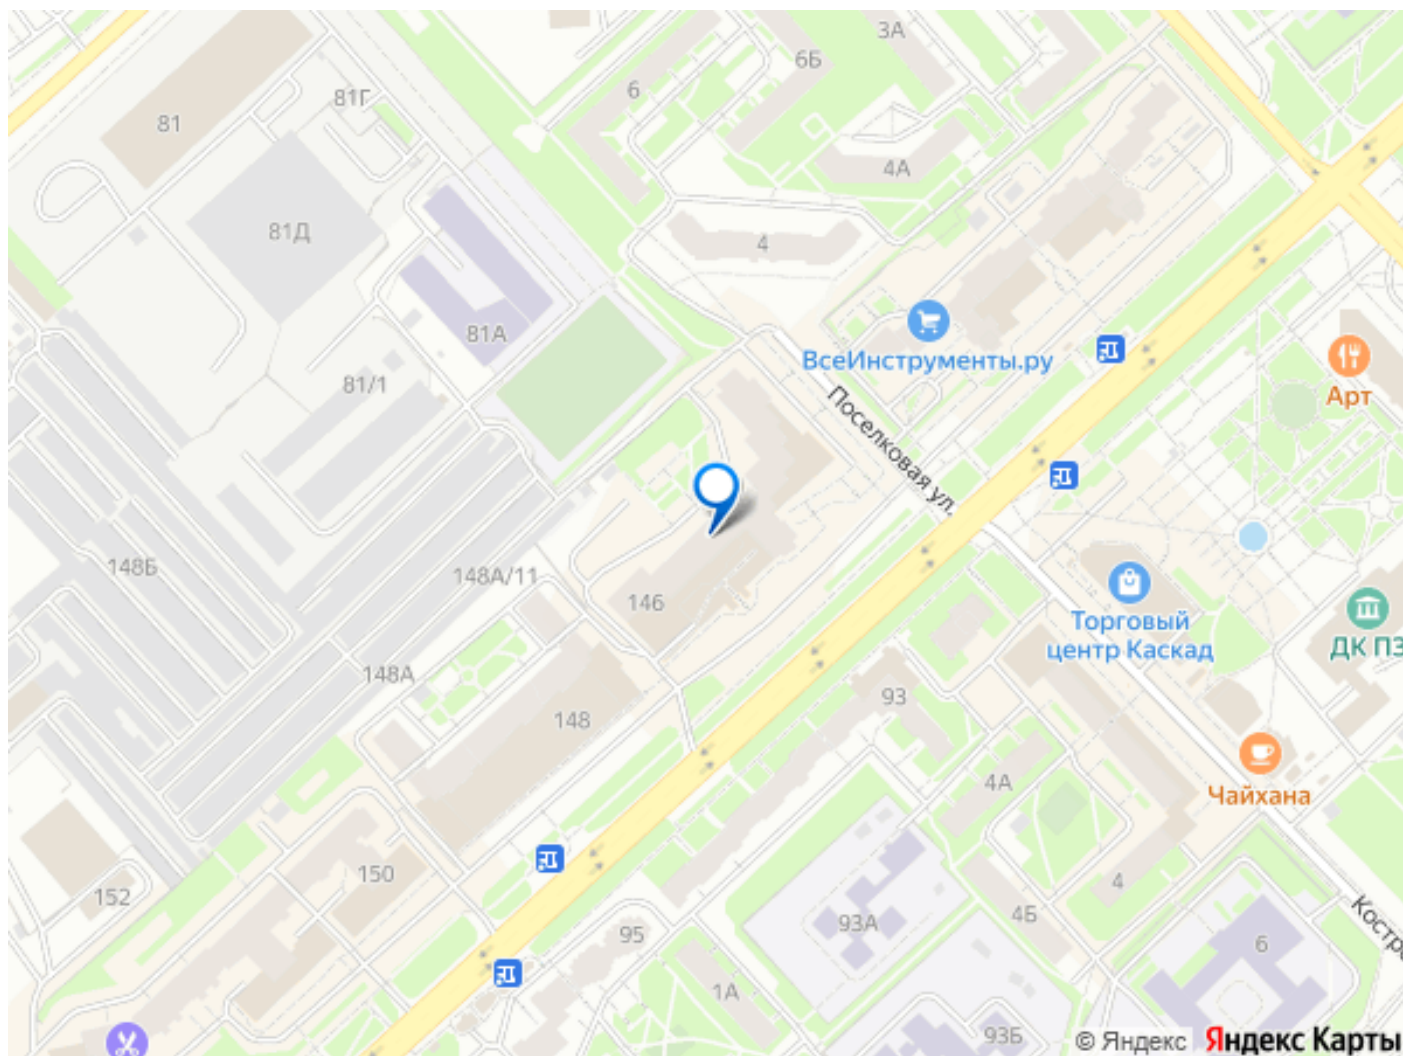 3А
6Б
6
81Г
81
4А
81Д
4
81А
ВсеИнструменты.ру
81/1
Арт
Поселковая ул.
148Б
148А/11
146
Торговый
центр Каскад
ДК ПЗ
148А
93
148
4А
Чайхана
150
4
152
4Б
93А
95
Костро
6
1А
93Б
© Яндекс Яндекс Карты